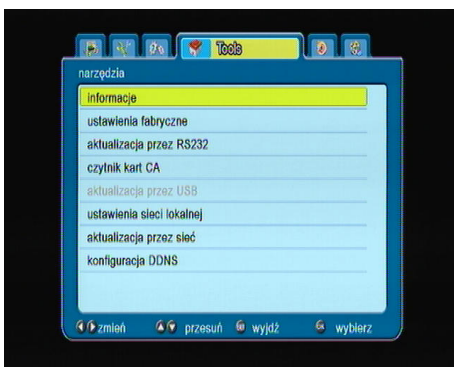 Tools
narzędzia
informacje
ustawienia fabryczne
aktualizacja przez RS232
czytnik kart CA
aktualizacja przez USB
ustawienia sieci lokalnej
aktualizacja przez sieć
konfiguracja DDNS
zmień przesuń wyjdź wybierz